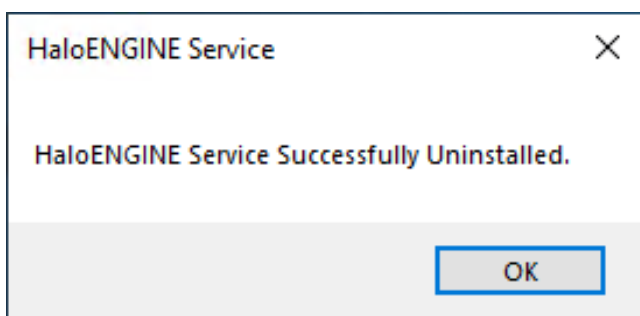 HaloENGINE Service
HaloENGINE Service Successfully Uninstalled.
OK